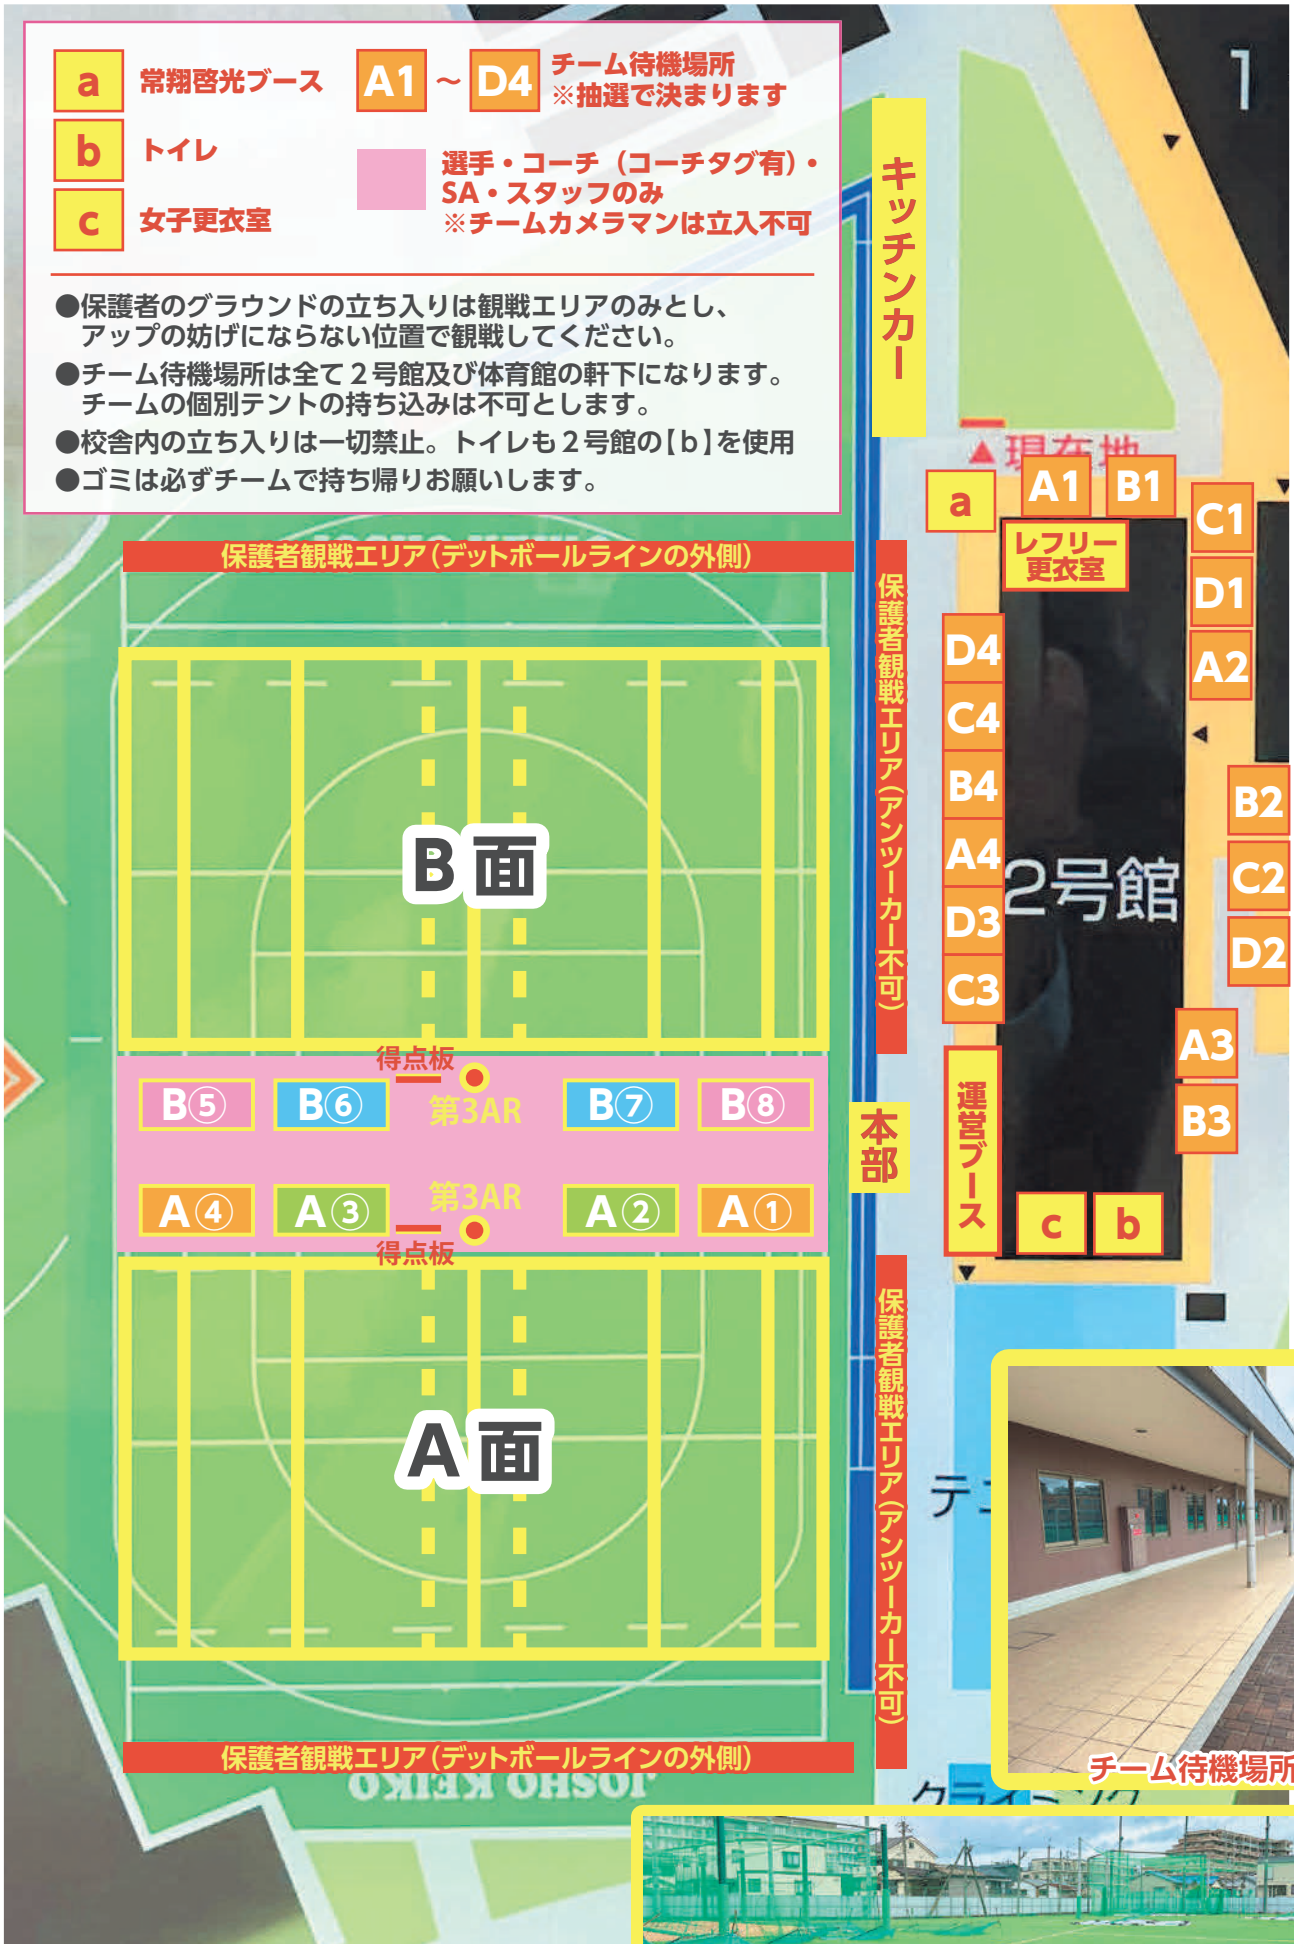 a 常翔啓光ブース
b トイレ
c 女子更衣室
A1 ～ D4 チーム待機場所
※抽選で決まります
選手・コーチ（コーチタグ有）・
SA・スタッフのみ
※チームカメラマンは立入不可
●保護者のグラウンドの立ち入りは観戦エリアのみとし、
アップの妨げにならない位置で観戦してください。
●チーム待機場所は全て２号館及び体育館の軒下になります。
チームの個別テントの持ち込みは不可とします。
●校舎内の立ち入りは一切禁止。トイレも２号館の【b】を使用
●ゴミは必ずチームで持ち帰りお願いします。
キッチンカー
1
▲現在地
a
A1
B1
C1
レフリー
更衣室
D1
A2
保護者観戦エリア（デットボールラインの外側）
保護者観戦エリア（アンツーカー不可）
D4
C4
B4
A4
D3
C3
2号館
B2
C2
D2
A3
B3
B面
得点板
第3AR
B⑤
B⑥
B⑦
B⑧
本部
運営ブース
A④
A③
第3AR
A②
A①
得点板
c
b
A面
保護者観戦エリア（アンツーカー不可）
テニ
チーム待機場所
保護者観戦エリア（デットボールラインの外側）
JOSHO KEIKO
クライミング